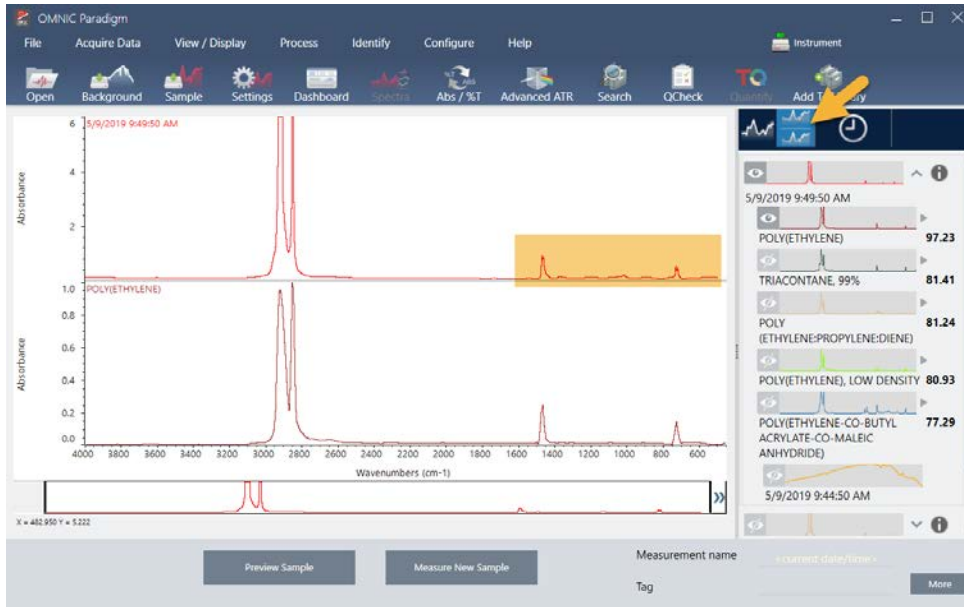 OMNIC Paradigm
File Acquire Data View / Display Process Identify Configure Help Instrument
Open Background Sample Settings Dashboard Spectra Abs / %T Advanced ATR Search QCheck Quantify Add
6 5/9/2019 9:49:50 AM
4
2
Absorbance
1.0 POLY(ETHYLENE)
0.8
0.6
0.4
0.2
0.0
Absorbance
4000 3800 3600 3400 3200 3000 2800 2600 2400 2200 2000 1800 1600 1400 1200 1000 800 600
Wavenumbers (cm-1)
X = 482.950 Y = 5.222
5/9/2019 9:49:50 AM
POLY(ETHYLENE) 97.23
TRIACONTANE, 99% 81.41
POLY 81.24
(ETHYLENE:PROPYLENE:DIENE)
POLY(ETHYLENE), LOW DENSITY 80.93
POLY(ETHYLENE-CO-BUTYL 77.29
ACRYLATE-CO-MALEIC
ANHYDRIDE)
5/9/2019 9:44:50 AM
Preview Sample Measure New Sample
Measurement name <current date/time>
Tag
More